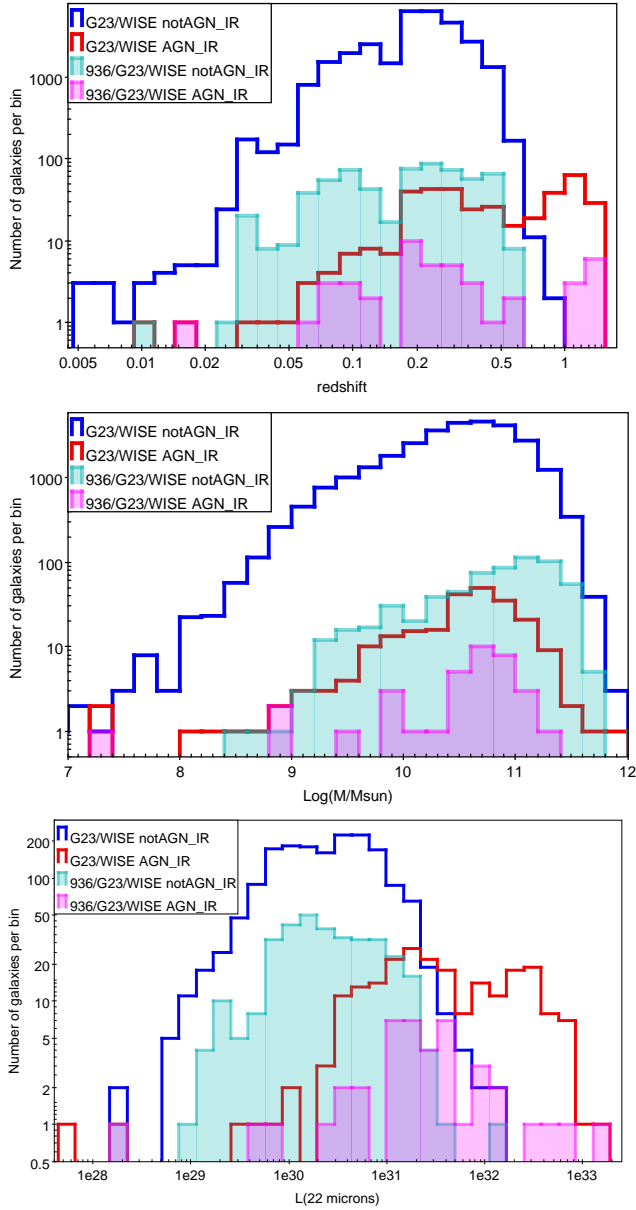 G23/WISE notAGN_IR
G23/WISE AGN_IR
936/G23/WISE notAGN_IR
936/G23/WISE AGN_IR
Number of galaxies per bin
1000
100
10
1
0.005
0.01
0.02
0.05
0.1
0.2
0.5
1
redshift
G23/WISE notAGN_IR
G23/WISE AGN_IR
936/G23/WISE notAGN_IR
936/G23/WISE AGN_IR
Number of galaxies per bin
1000
100
10
1
7
8
9
10
11
12
Log(M/Msun)
G23/WISE notAGN_IR
G23/WISE AGN_IR
936/G23/WISE notAGN_IR
936/G23/WISE AGN_IR
Number of galaxies per bin
200
100
50
20
10
5
2
1
0.5
1e28
1e29
1e30
1e31
1e32
1e33
L(22 microns)